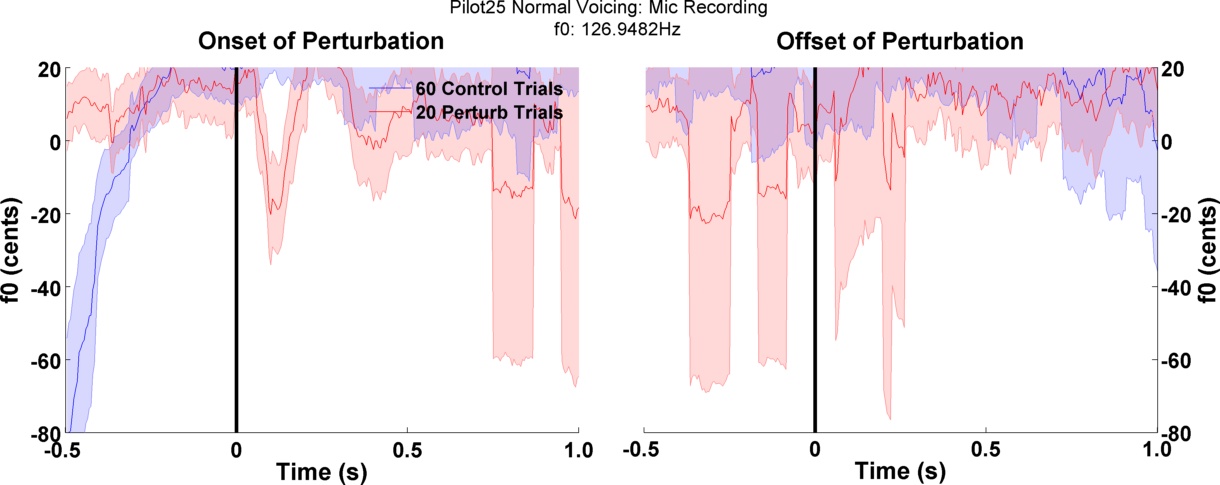 Pilot25 Normal Voicing: Mic Recording
f0: 126.9482Hz
Onset of Perturbation
Offset of Perturbation
60 Control Trials
20 Perturb Trials
f0 (cents)
20
0
-20
-40
-60
-80
-0.5
0
0.5
1.0
Time (s)
-0.5
0
0.5
1.0
Time (s)
20
0
-20
-40
-60
-80
f0 (cents)